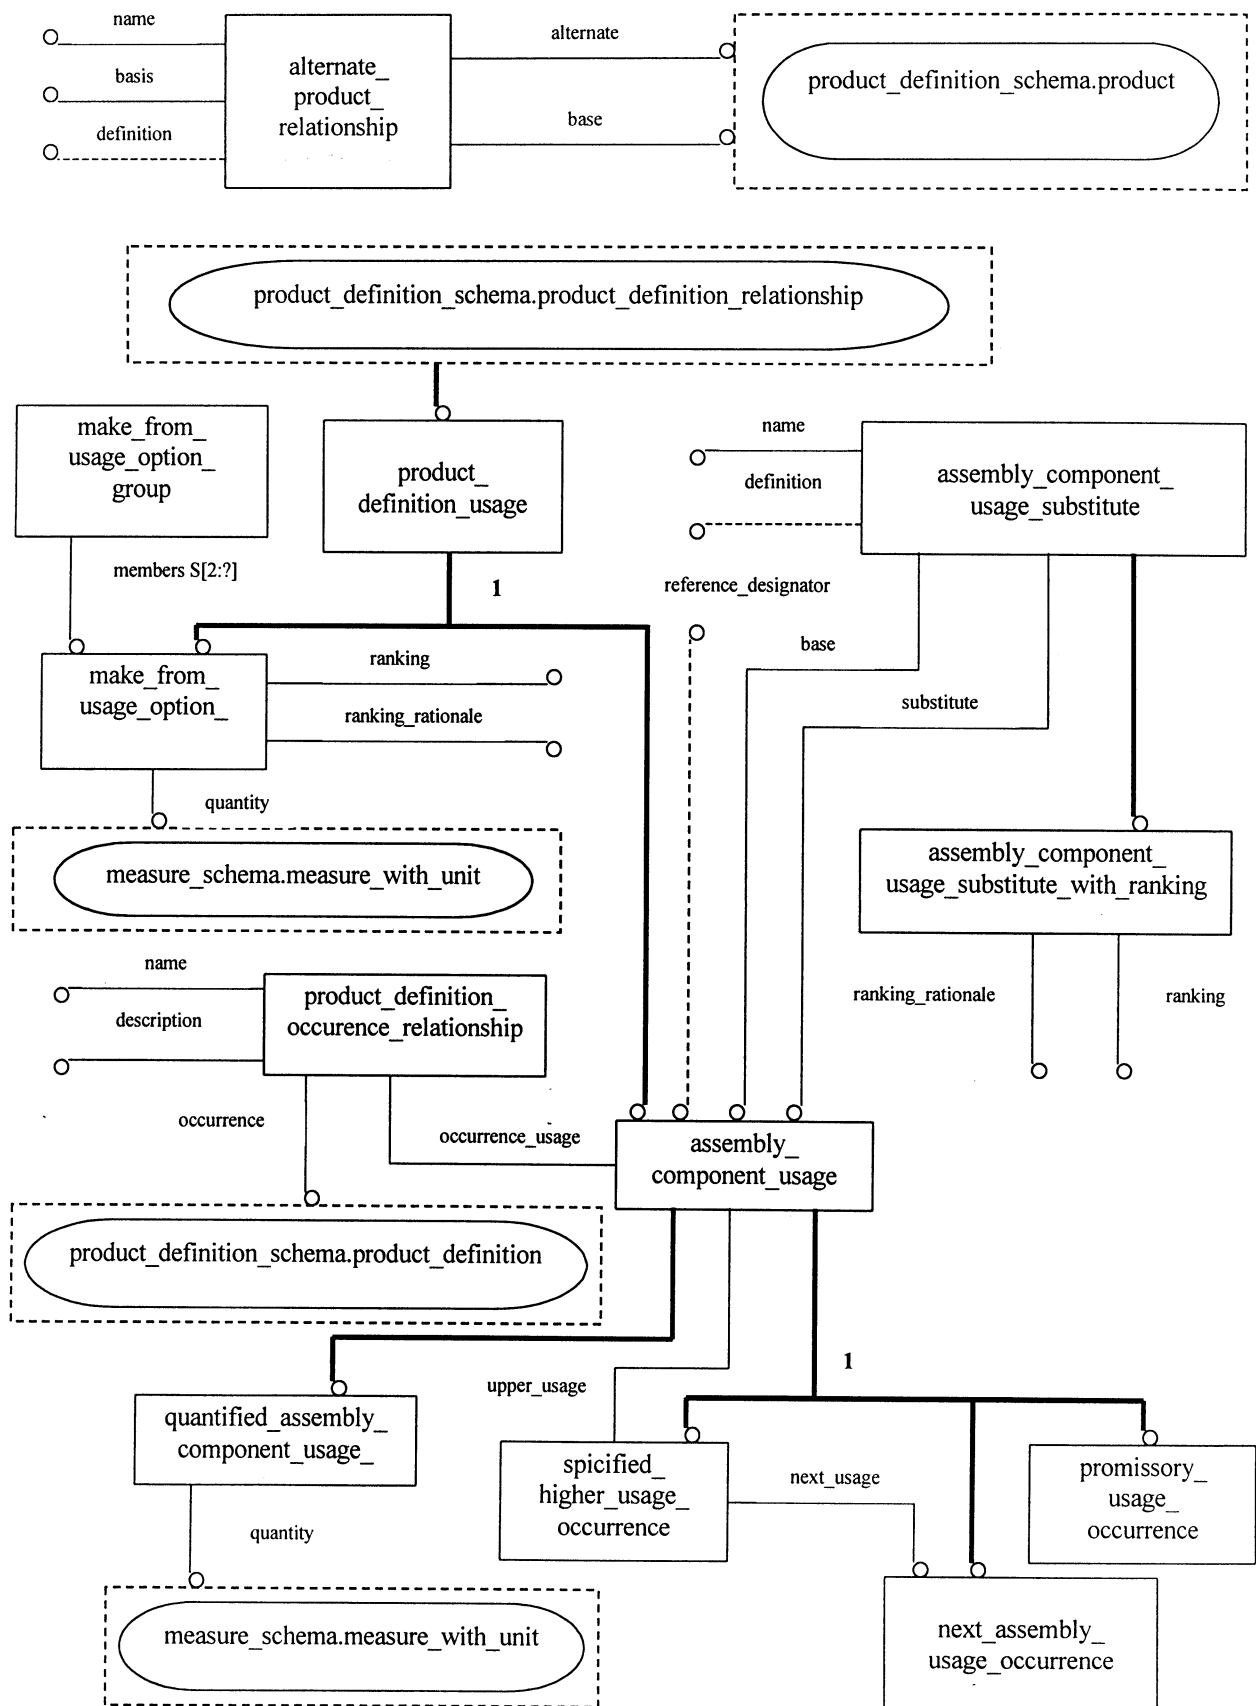 name
basis
definition
alternate_
product_
relationship
alternate
base
product_definition_schema.product
product_definition_schema.product_definition_relationship
make_from_
usage_option_
group
product_
definition_usage
name
definition
assembly_component_
usage_substitute
members S[2:?]
1
reference_designator
base
substitute
make_from_
usage_option_
ranking
ranking_rationale
quantity
measure_schema.measure_with_unit
assembly_component_
usage_substitute_with_ranking
ranking_rationale
ranking
name
description
product_definition_
occurence_relationship
occurrence
occurrence_usage
assembly_
component_usage
product_definition_schema.product_definition
1
upper_usage
quantified_assembly_
component_usage_
spicified_
higher_usage_
occurrence
next_usage
promissory_
usage_
occurrence
quantity
measure_schema.measure_with_unit
next_assembly_
usage_occurrence